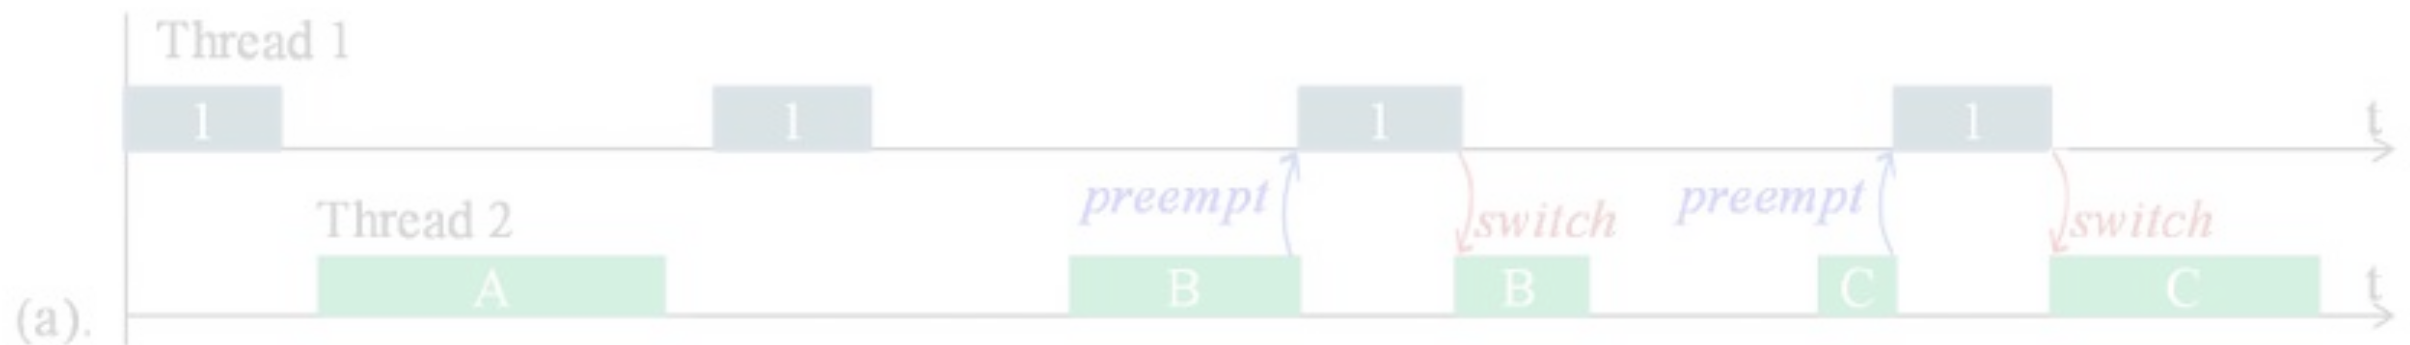 Thread 1
1 1 1 1 t
preempt preempt
Thread 2 switch switch
A B B C C t
(a).